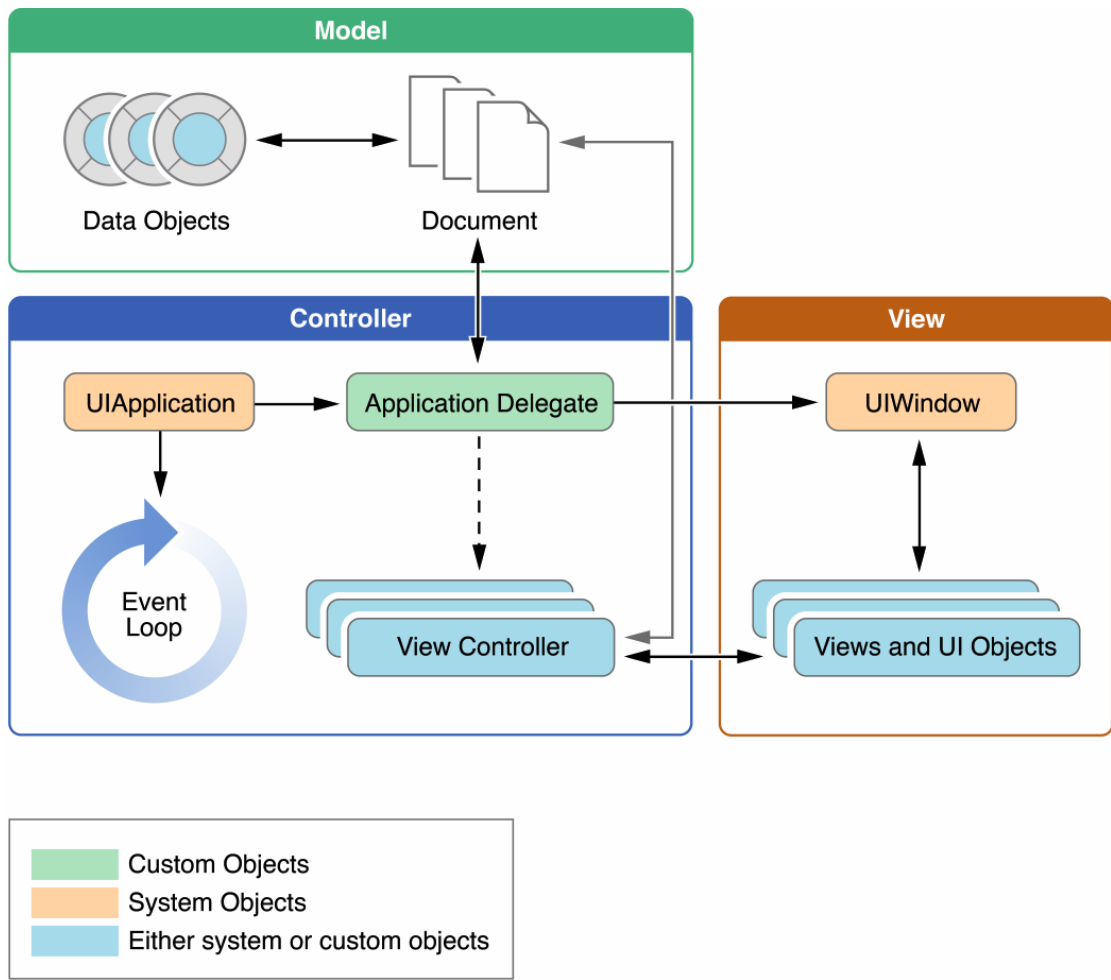 Model
Data Objects
Document
Controller
View
UIApplication
Application Delegate
UIWindow
Event
Loop
View Controller
Views and UI Objects
Custom Objects
System Objects
Either system or custom objects